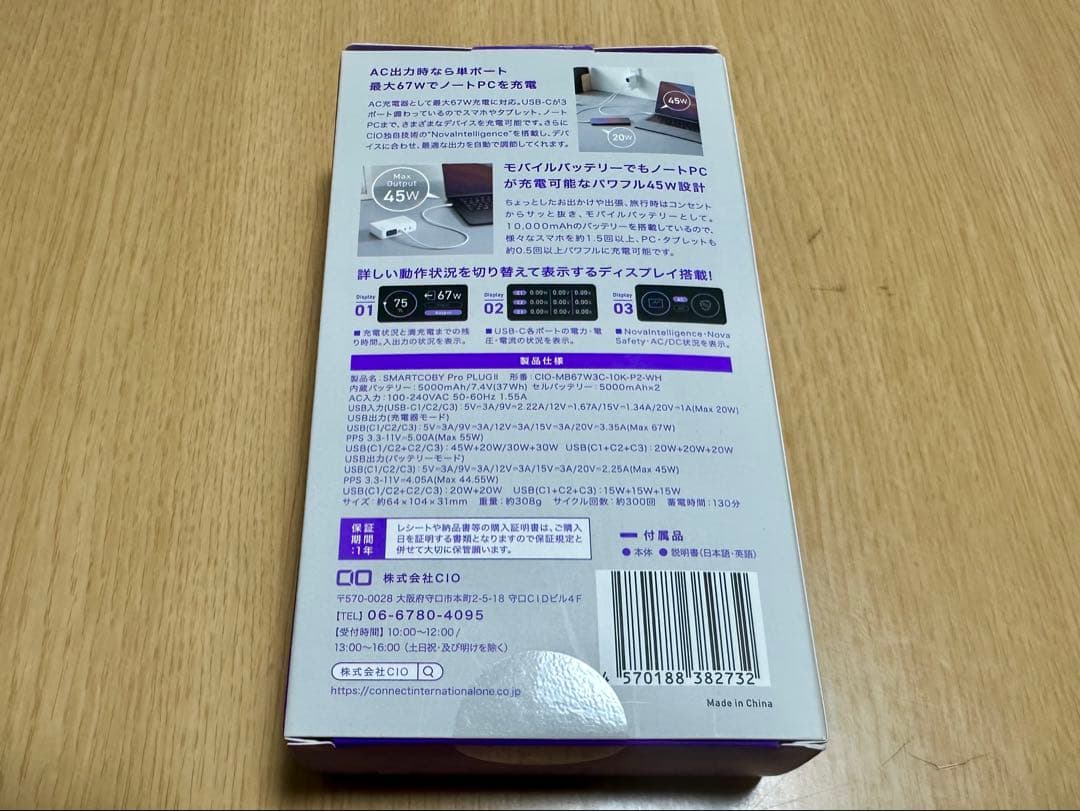 AC出力時なら単ポート
最大67WでノートPCを充電
AC充電器として最大67W充電に対応。USB-Cが3
ポート備わっているのでスマホやタブレット、ノート
PCまで、さまざまなデバイスを充電可能です。さらに
CIO独自技術の"NovaIntelligence"を搭載し、デバ
イスに合わせ、最適な出力を自動で調節してくれます。
45W
20W
Max
Output
45W
モバイルバッテリーでもノートPC
が充電可能なパワフル45W設計
ちょっとしたお出かけや出張、旅行時はコンセント
からサッと抜き、モバイルバッテリーとして。
10,000mAhのバッテリーを搭載しているので、
様々なスマホを約1.5回以上、PC・タブレットも
約0.5回以上パワフルに充電可能です。
詳しい動作状況を切り替えて表示するディスプレイ搭載!
Display
01
75
67W
Display
02
C1 0.00W 0.00V 0.00A
C2 0.00W 0.00V 0.00A
C3 0.00W 0.00V 0.00A
Display
03
AC
■充電状況と満充電までの残
り時間。入出力の状況を表示。
■USB-C各ポートの電力・電
圧・電流の状況を表示。
■NovaIntelligence・Nova
Safety・AC/DC状況を表示。
製品仕様
製品名:SMARTCOBY Pro PLUGⅡ 形番:CIO-MB67W3C-10K-P2-WH
内蔵バッテリー:5000mAh/7.4V(37Wh) セルバッテリー:5000mAh×2
AC入力:100-240VAC 50-60Hz 1.55A
USB入力(USB-C1/C2/C3):5V=3A/9V=2.22A/12V=1.67A/15V=1.34A/20V=1A(Max 20W)
USB出力(充電器モード)
USB(C1/C2/C3):5V=3A/9V=3A/12V=3A/15V=3A/20V=3.35A(Max 67W)
PPS 3.3-11V=5.00A(Max 55W)
USB(C1/C2+C2/C3):45W+20W/30W+30W USB(C1+C2+C3):20W+20W+20W
USB出力(バッテリーモード)
USB(C1/C2/C3):5V=3A/9V=3A/12V=3A/15V=3A/20V=2.25A(Max 45W)
PPS 3.3-11V=4.05A(Max 44.55W)
USB(C1/C2+C2/C3):20W+20W USB(C1+C2+C3):15W+15W+15W
サイズ:約64×104×31mm 重量:約308g サイクル回数:約300回 蓄電時間:130分
保証
期間
:1年
レシートや納品書等の購入証明書は、ご購入
日を証明する書類となりますので保証規定と
併せて大切に保管願います。
付属品
●本体 ●説明書(日本語・英語)
CIO 株式会社CIO
〒570-0028 大阪府守口市本町2-5-18 守口CIDビル4F
【TEL】06-6780-4095
【受付時間】10:00〜12:00/
13:00〜16:00(土日祝・及び明けを除く)
株式会社CIO
https://connectinternationalone.co.jp
4 570188 382732
Made in China